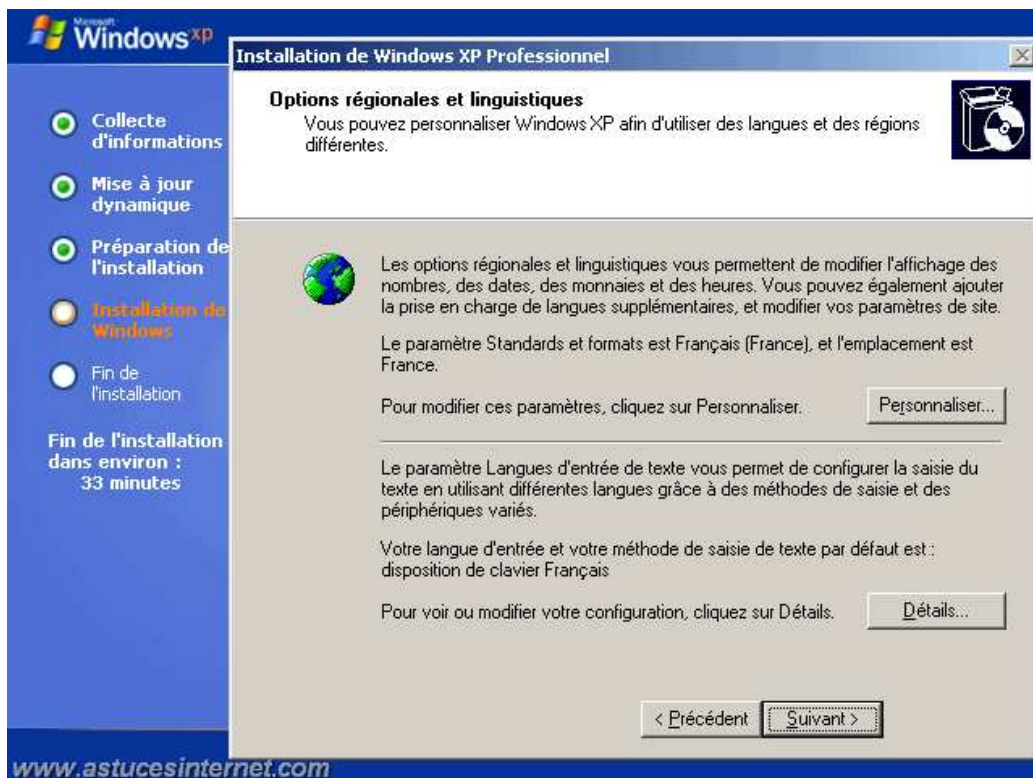 Microsoft
Windows xp
Installation de Windows XP Professionnel
Options régionales et linguistiques
Vous pouvez personnaliser Windows XP afin d'utiliser des langues et des régions
différentes.
Collecte
d'informations
Mise à jour
dynamique
Préparation de
l'installation
Installation de
Windows
Fin de
l'installation
Fin de l'installation
dans environ :
33 minutes
Les options régionales et linguistiques vous permettent de modifier l'affichage des
nombres, des dates, des monnaies et des heures. Vous pouvez également ajouter
la prise en charge de langues supplémentaires, et modifier vos paramètres de site.
Le paramètre Standards et formats est Français (France), et l'emplacement est
France.
Pour modifier ces paramètres, cliquez sur Personnaliser.
Personnaliser...
Le paramètre Langues d'entrée de texte vous permet de configurer la saisie du
texte en utilisant différentes langues grâce à des méthodes de saisie et des
périphériques variés.
Votre langue d'entrée et votre méthode de saisie de texte par défaut est :
disposition de clavier Français
Pour voir ou modifier votre configuration, cliquez sur Détails.
Détails...
< Précédent
Suivant >
www.astucesinternet.com